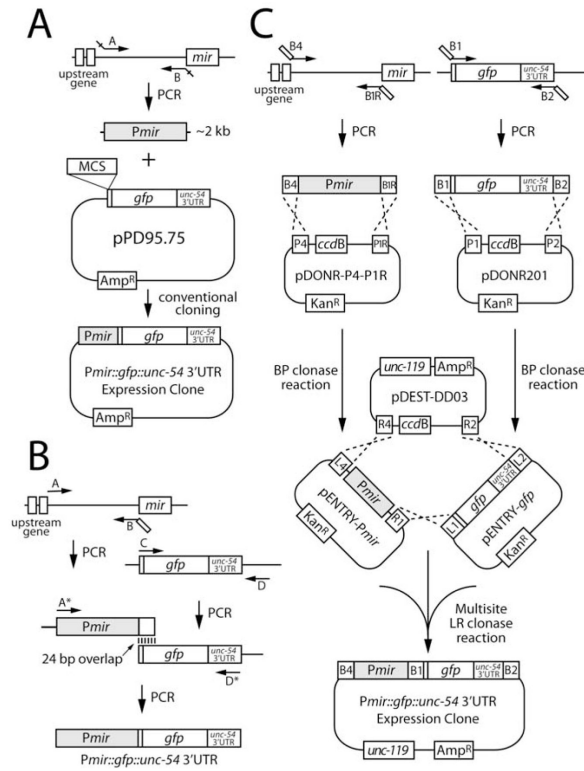 A
A
mir
B
upstream
gene
PCR
Pmir
~2 kb
+
MCS
gfp
unc-54
3'UTR
pPD95.75
AmpR
conventional
cloning
Pmir
gfp
unc-54
3'UTR
Pmir::gfp::unc-54 3'UTR
Expression Clone
AmpR
B
A
mir
B
upstream
gene
PCR
C
gfp
unc-54
3'UTR
D
A*
PCR
Pmir
24 bp overlap
gfp
unc-54
3'UTR
D*
PCR
Pmir
gfp
unc-54
3'UTR
Pmir::gfp::unc-54 3'UTR
C
B4
mir
B1R
upstream
gene
B1
gfp
unc-54
3'UTR
B2
PCR
PCR
B4
Pmir
B1R
B1
gfp
unc-54
3'UTR
B2
P4
ccdB
P1R
pDONR-P4-P1R
KanR
P1
ccdB
P2
pDONR201
KanR
BP clonase
reaction
unc-119
AmpR
pDEST-DD03
R4
ccdB
R2
BP clonase
reaction
L4
Pmir
R1
pENTRY-Pmir
KanR
L1
gfp
unc-54
3'UTR
L2
pENTRY-gfp
KanR
Multisite
LR clonase
reaction
B4
Pmir
B1
gfp
unc-54
3'UTR
B2
Pmir::gfp::unc-54 3'UTR
Expression Clone
unc-119
AmpR